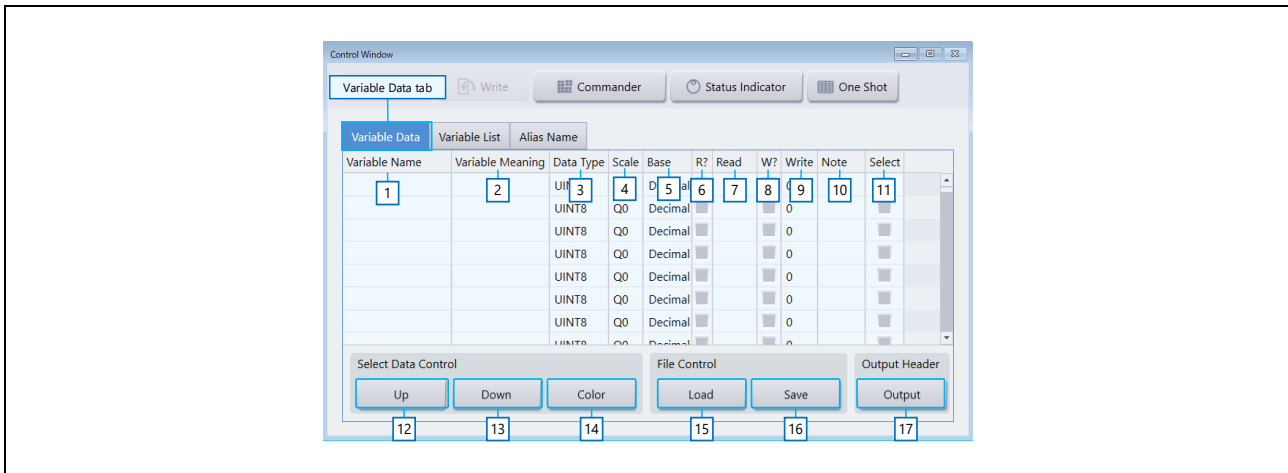 Control Window
Variable Data tab Write Commander Status Indicator One Shot
Variable Data Variable List Alias Name
Variable Name Variable Meaning Data Type Scale Base R? Read W? Write Note Select
1 2 3 4 5 6 7 8 9 10 11
UINT8 Q0 Decimal 0
UINT8 Q0 Decimal 0
UINT8 Q0 Decimal 0
UINT8 Q0 Decimal 0
UINT8 Q0 Decimal 0
UINT8 Q0 Decimal 0
Select Data Control File Control Output Header
Up Down Color Load Save Output
12 13 14 15 16 17